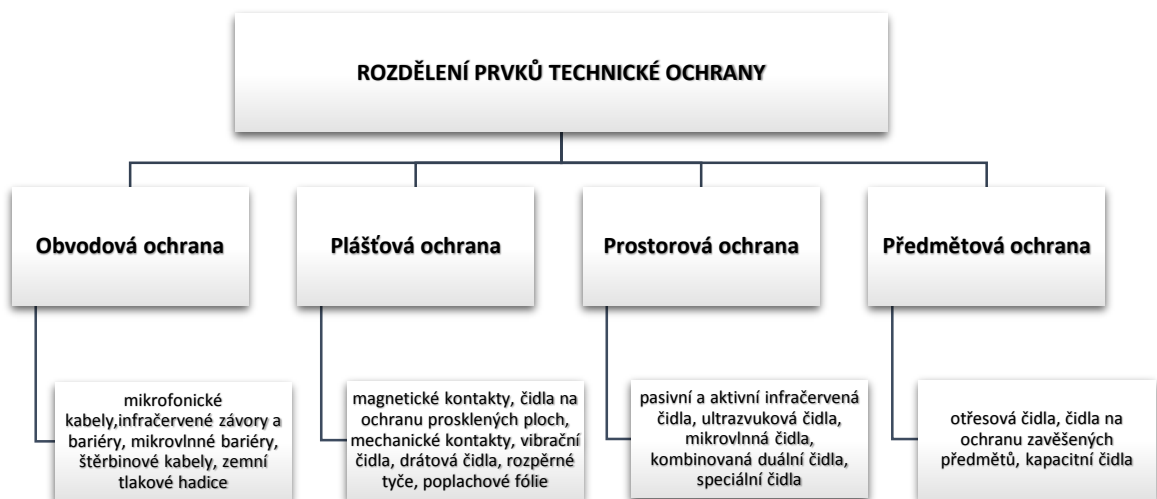 ROZDĚLENÍ PRVKŮ TECHNICKÉ OCHRANY
Obvodová ochrana
Plášťová ochrana
Prostorová ochrana
Předmětová ochrana
mikrofonické
kabely,infračervené závory a
bariéry, mikrovlnné bariéry,
štěrbinové kabely, zemní
tlakové hadice
magnetické kontakty, čidla na
ochranu prosklených ploch,
mechanické kontakty, vibrační
čidla, drátová čidla, rozpěrné
tyče, poplachové fólie
pasivní a aktivní infračervená
čidla, ultrazvuková čidla,
mikrovlnná čidla,
kombinovaná duální čidla,
speciální čidla
otřesová čidla, čidla na
ochranu zavěšených
předmětů, kapacitní čidla